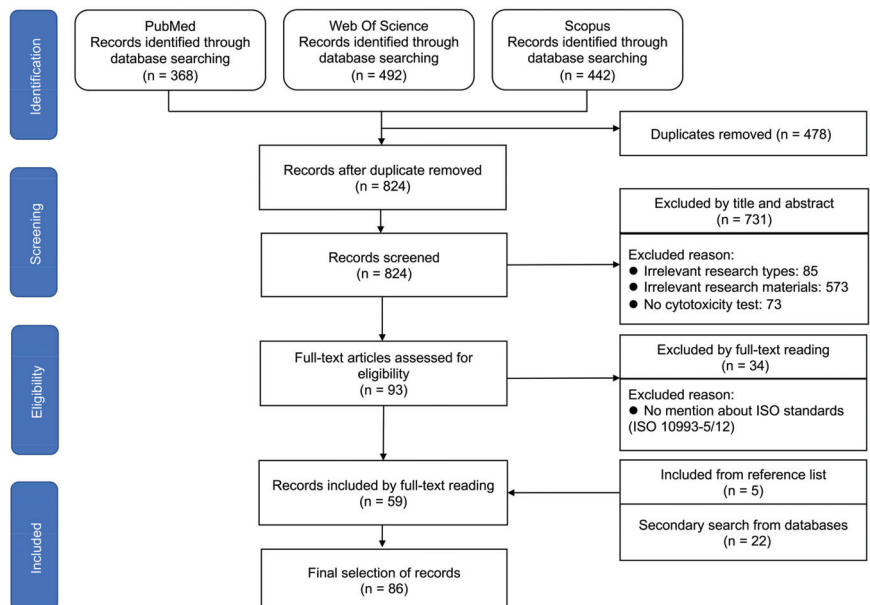 Identification
PubMed
Records identified through
database searching
(n = 368)
Web Of Science
Records identified through
database searching
(n = 492)
Scopus
Records identified through
database searching
(n = 442)
Duplicates removed (n = 478)
Records after duplicate removed
(n = 824)
Screening
Records screened
(n = 824)
Excluded by title and abstract
(n = 731)
Excluded reason:
● Irrelevant research types: 85
● Irrelevant research materials: 573
● No cytotoxicity test: 73
Eligibility
Full-text articles assessed for
eligibility
(n = 93)
Excluded by full-text reading
(n = 34)
Excluded reason:
● No mention about ISO standards
(ISO 10993-5/12)
Included
Records included by full-text reading
(n = 59)
Included from reference list
(n = 5)
Secondary search from databases
(n = 22)
Final selection of records
(n = 86)